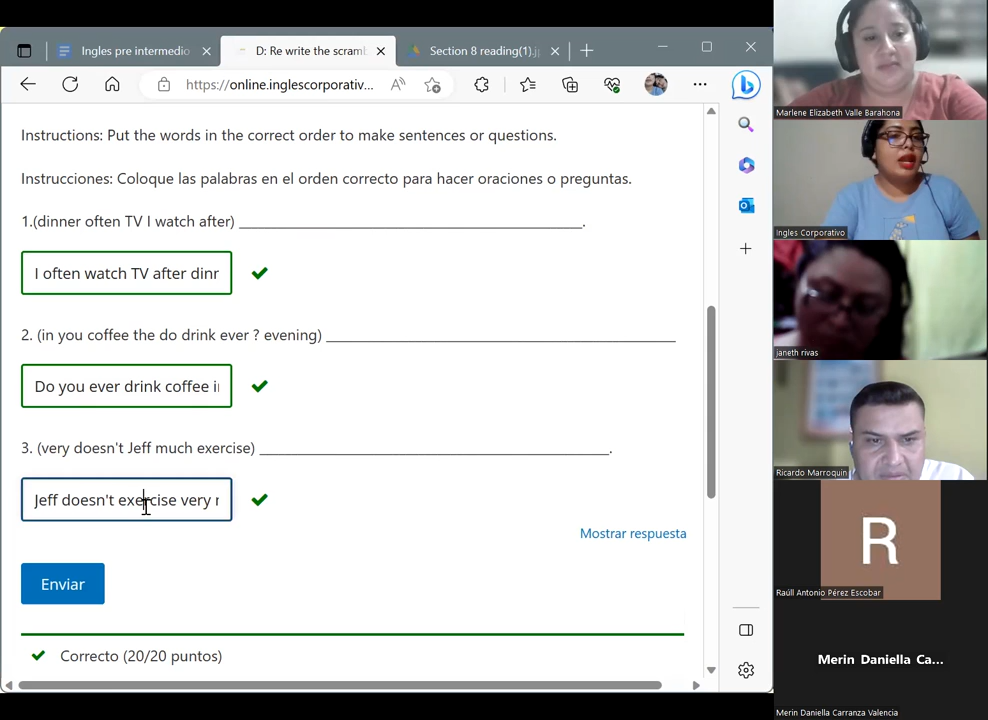 Ingles pre intermedio
D: Re write the scram
Section 8 reading(1).j
https://online.inglescorporativ...
Instructions: Put the words in the correct order to make sentences or questions.
Instrucciones: Coloque las palabras en el orden correcto para hacer oraciones o preguntas.
1.(dinner often TV I watch after) ______________________________________.
I often watch TV after dinr
2. (in you coffee the do drink ever ? evening) ______________________________________
Do you ever drink coffee i
3. (very doesn't Jeff much exercise) ______________________________________.
Jeff doesn't exercise very
Mostrar respuesta
Enviar
Correcto (20/20 puntos)
Marlene Elizabeth Valle Barahona
Ingles Corporativo
janeth rivas
Ricardo Marroquin
R
Raúll Antonio Pérez Escobar
Merin Daniella Ca...
Merin Daniella Carranza Valencia